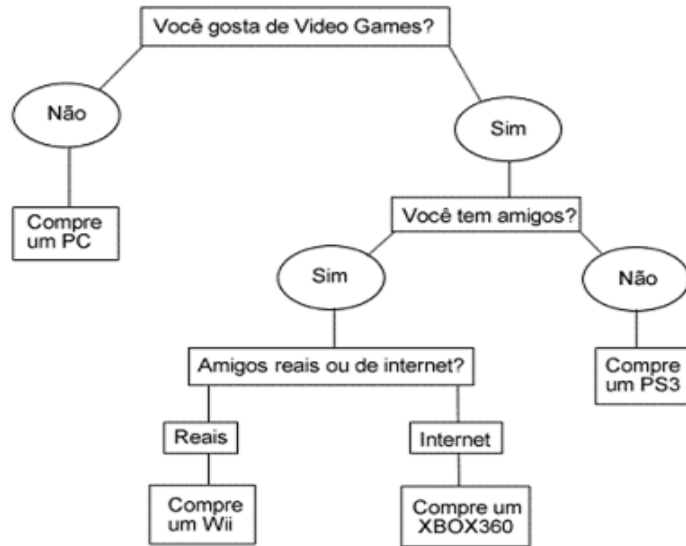 Você gosta de Video Games?
Não
Sim
Compre
um PC
Você tem amigos?
Sim
Não
Amigos reais ou de internet?
Compre
um PS3
Reais
Internet
Compre
um Wii
Compre um
XBOX360